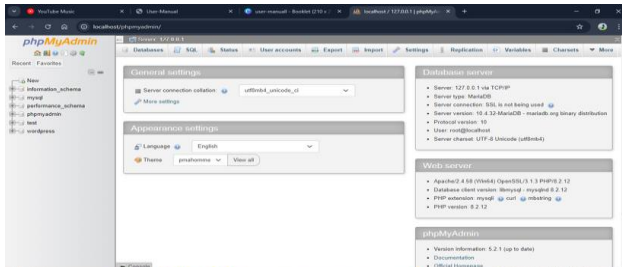 YouTube Music
User Manual
user-manual - Booklet (210 x
localhost / 127.0.0.1 | phpMyAdm
localhost/phpmyadmin/
phpMyAdmin
Recent Favorites
New
information_schema
mysql
performance_schema
phpmyadmin
test
wordpress
Server: 127.0.0.1
Databases SQL Status User accounts Export Import Settings Replication Variables Charsets More
General settings
Server connection collation: utf8mb4_unicode_ci
More settings
Appearance settings
Language English
Theme pmahomme View all
Database server
Server: 127.0.0.1 via TCP/IP
Server type: MariaDB
Server connection: SSL is not being used
Server version: 10.4.32-MariaDB - mariadb.org binary distribution
Protocol version: 10
User: root@localhost
Server charset: UTF-8 Unicode (utf8mb4)
Web server
Apache/2.4.58 (Win64) OpenSSL/3.1.3 PHP/8.2.12
Database client version: libmysql - mysqlnd 8.2.12
PHP extension: mysqli curl mbstring
PHP version: 8.2.12
phpMyAdmin
Version information: 5.2.1 (up to date)
Documentation
Official Homepage
Console